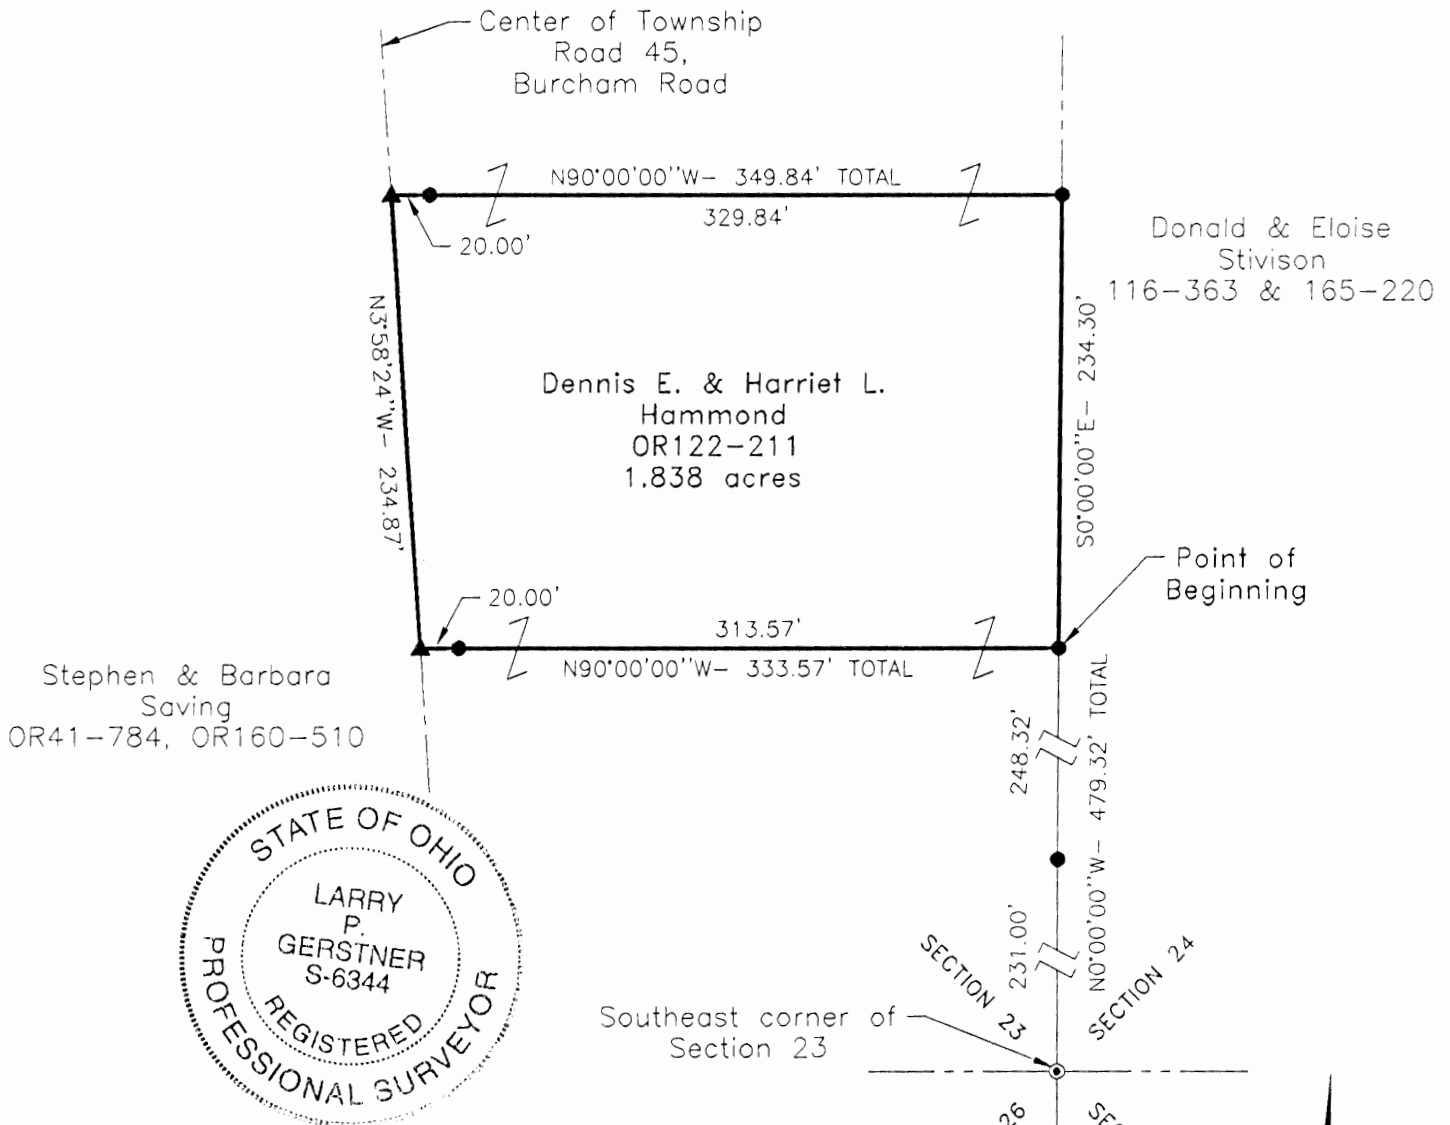 Center of Township
Road 45,
Burcham Road
N90°00'00"W- 349.84' TOTAL
329.84'
20.00'
Donald & Eloise
Stivison
116-363 & 165-220
N3°58'24"W- 234.87'
Dennis E. & Harriet L.
Hammond
OR122-211
1.838 acres
S0°00'00"E- 234.30'
Point of
Beginning
20.00'
313.57'
N90°00'00"W- 333.57' TOTAL
Stephen & Barbara
Saving
OR41-784, OR160-510
248.32'
N0°00'00"W- 479.32' TOTAL
231.00'
SECTION 23
SECTION 24
Southeast corner of
Section 23
26
STATE OF OHIO
LARRY
P.
GERSTNER
S-6344
REGISTERED
PROFESSIONAL SURVEYOR